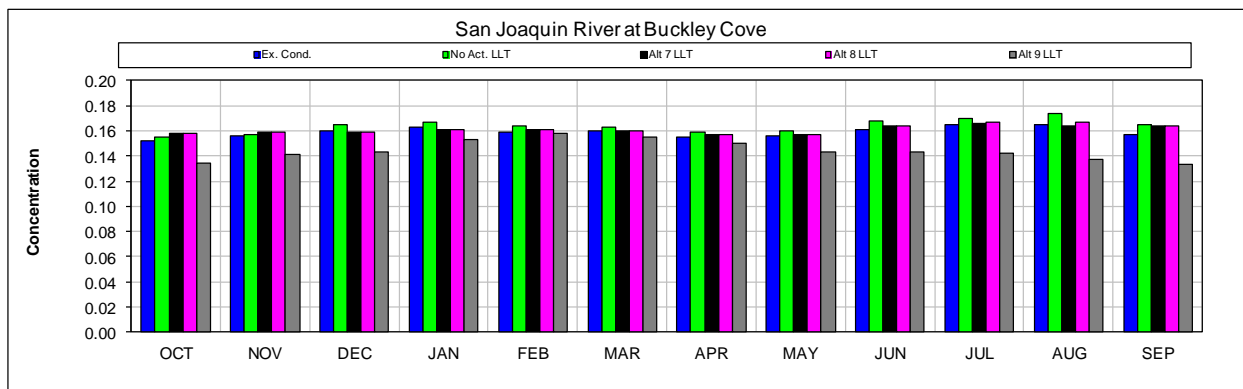 San Joaquin River at Buckley Cove
Ex. Cond. No Act. LLT Alt 7 LLT Alt 8 LLT Alt 9 LLT
Concentration
0.20
0.18
0.16
0.14
0.12
0.10
0.08
0.06
0.04
0.02
0.00
OCT NOV DEC JAN FEB MAR APR MAY JUN JUL AUG SEP